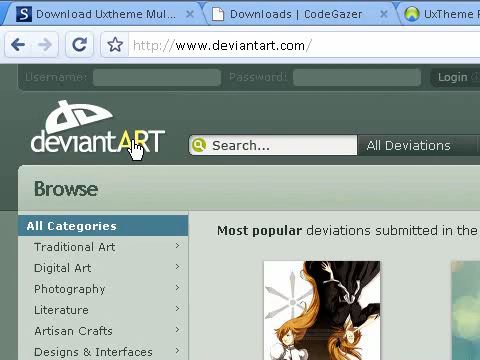 Download Uxtheme Mul...
Downloads | CodeGazer
UxTheme
http://www.deviantart.com/
Username:
Password:
Login
deviantART
Search...
All Deviations
Browse
All Categories
Most popular deviations submitted in the
Traditional Art
Digital Art
Photography
Literature
Artisan Crafts
Designs & Interfaces